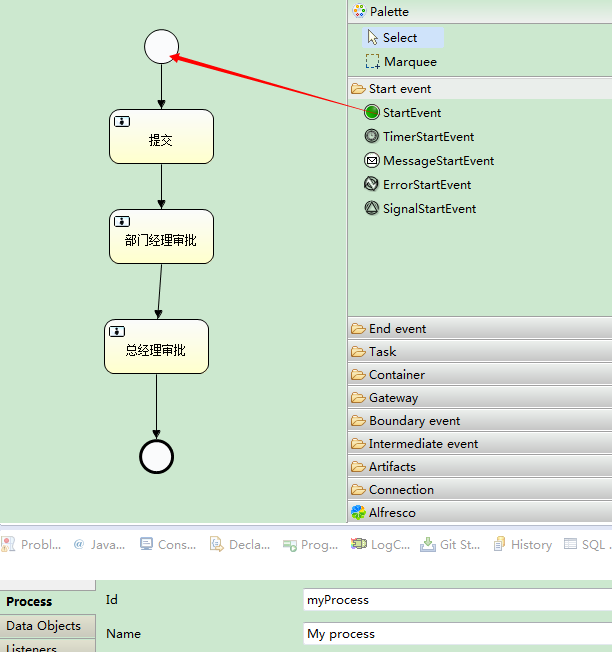 提交
部门经理审批
总经理审批
Palette
Select
Marquee
Start event
StartEvent
TimerStartEvent
MessageStartEvent
ErrorStartEvent
SignalStartEvent
End event
Task
Container
Gateway
Boundary event
Intermediate event
Artifacts
Connection
Alfresco
Probl... Java... Cons... Decla... Prog... LogC... Git St... History SQL ..
Process
Data Objects
Listeners
Id myProcess
Name My process